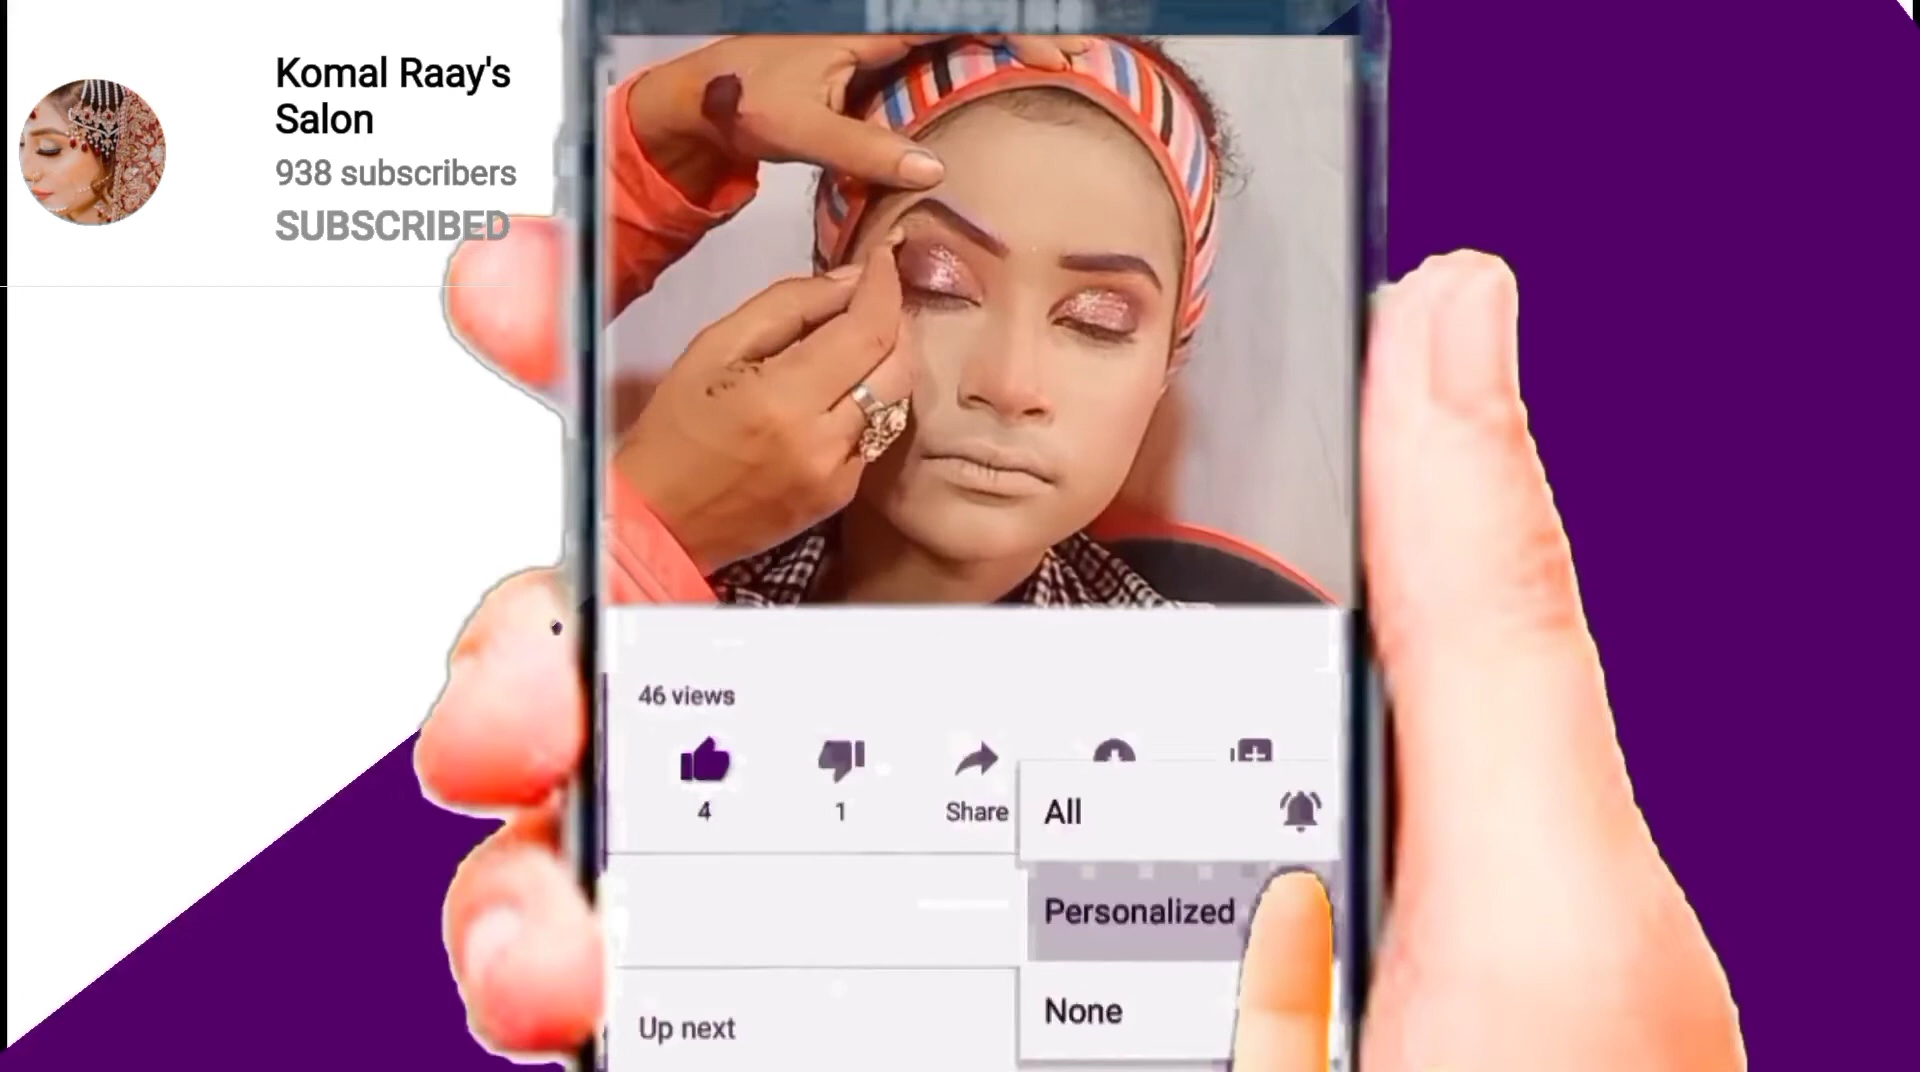 Komal Raay's
Salon
938 subscribers
SUBSCRIBED
46 views
4
1
Share
All
Personalized
None
Up next